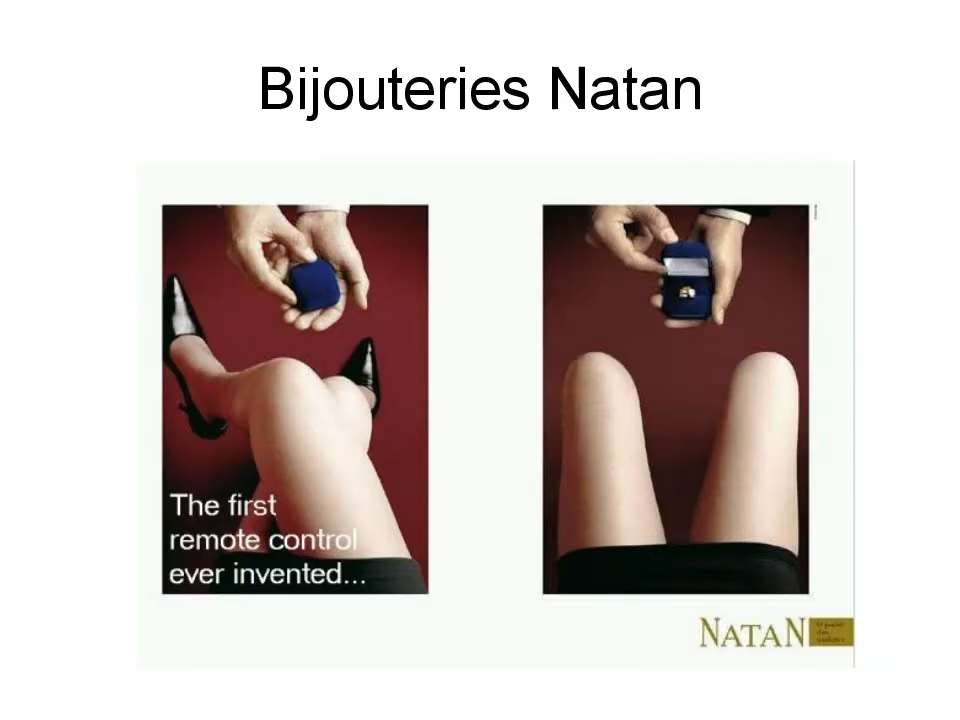 Bijouteries Natan
The first
remote control
ever invented...
NATAN